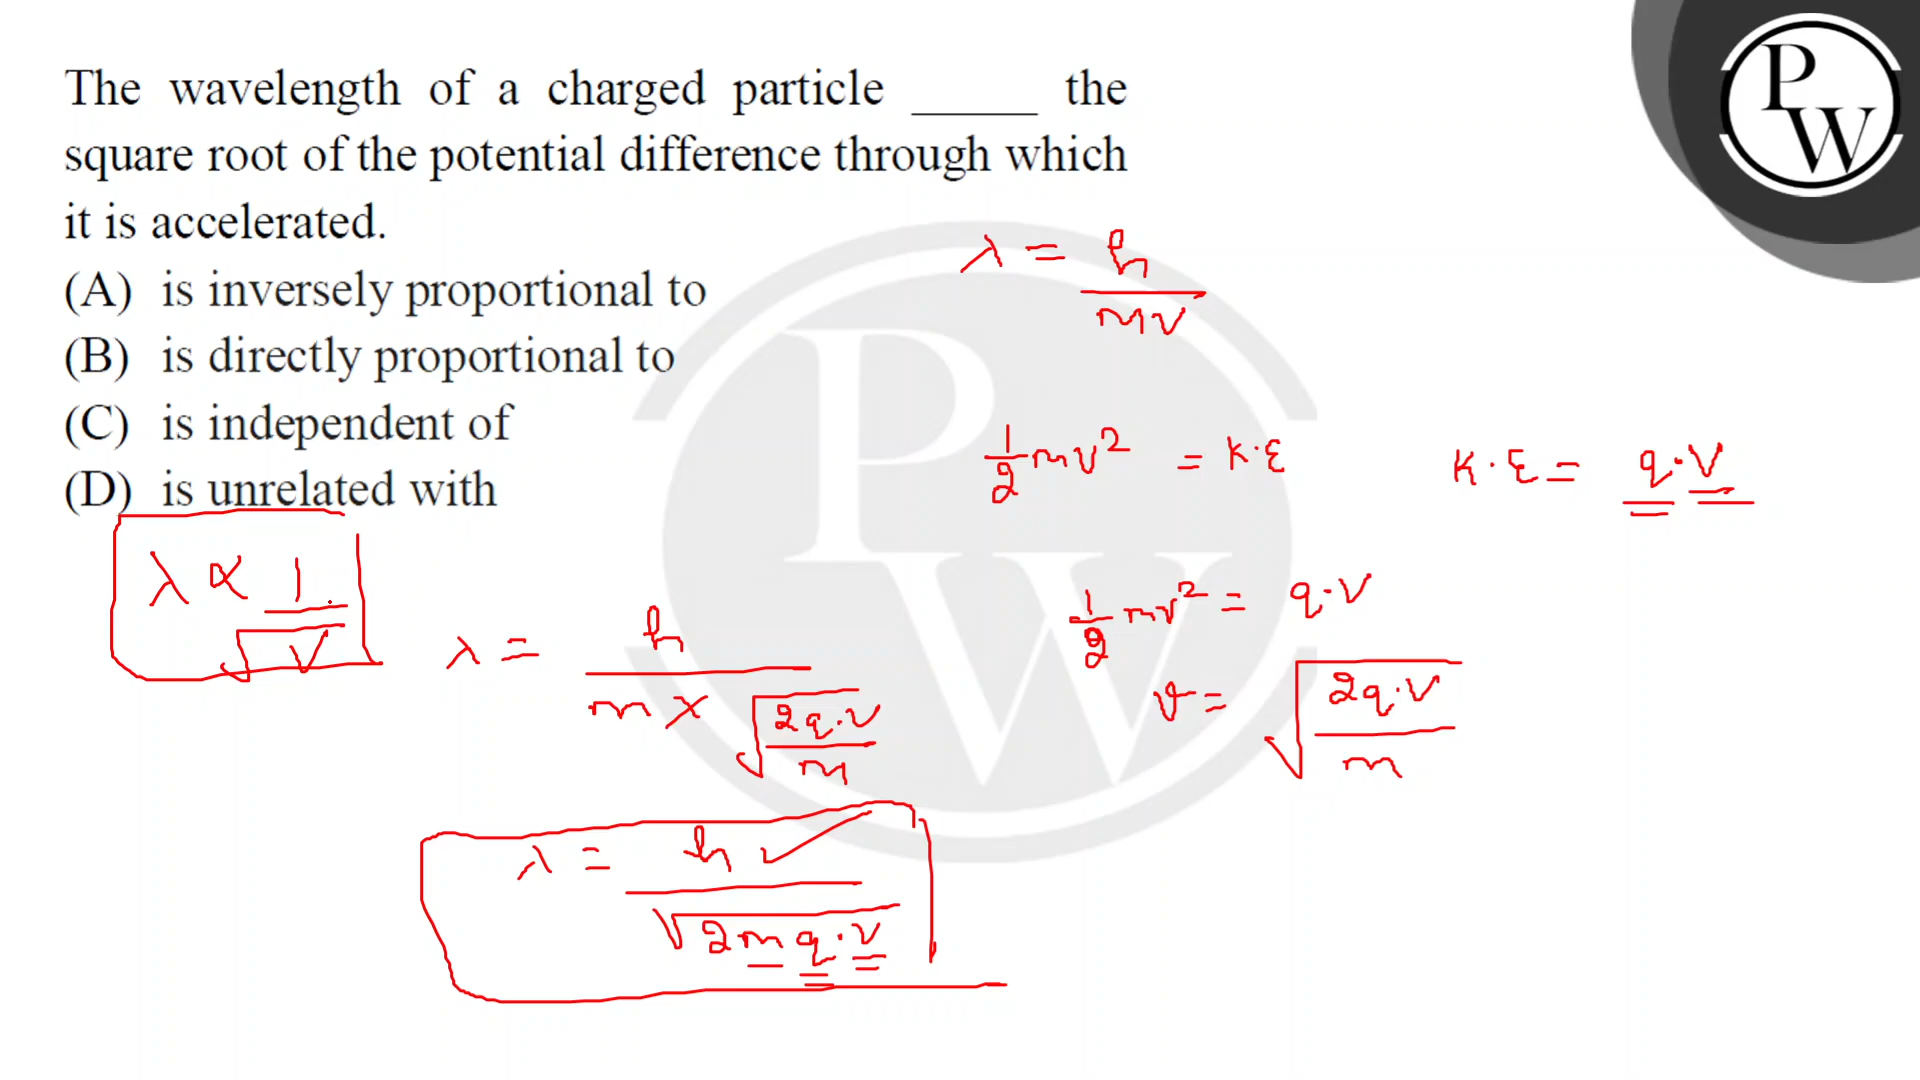 The wavelength of a charged particle _____ the
square root of the potential difference through which
it is accelerated.
(A) is inversely proportional to
(B) is directly proportional to
(C) is independent of
(D) is unrelated with
PW
PW
λ = h/mv
1/2 mv² = K.E
K.E = q.V
1/2 mv² = q.V
v = √(2q.V/m)
λ ∝ 1/√V
λ = h/(m × √(2q.V/m))
λ = h/√(2mq.V)